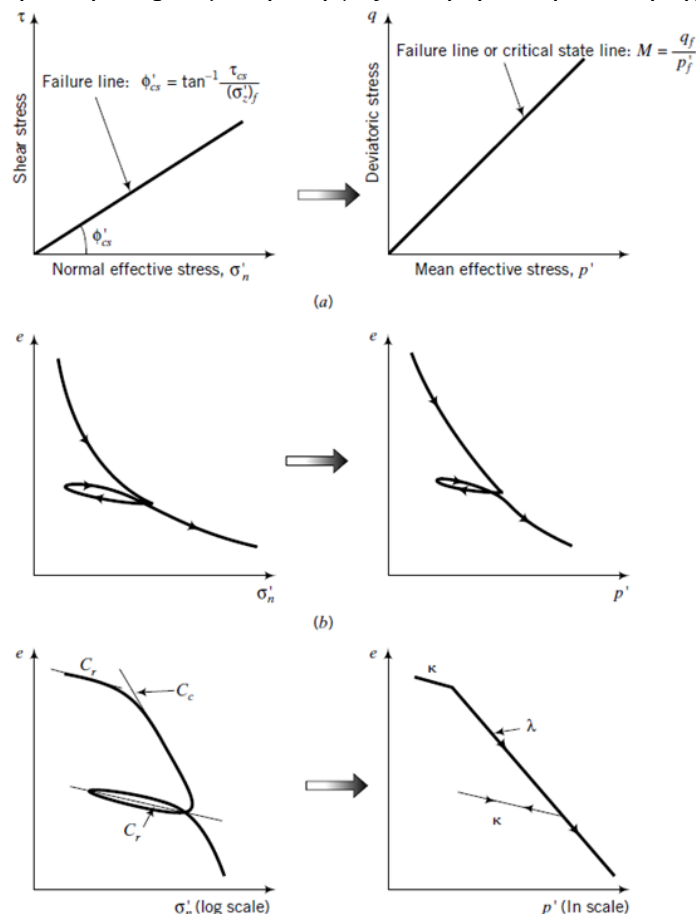 τ
q
Failure line: ϕ'cs = tan⁻¹ τcs / (σ'z)f
Failure line or critical state line: M = qf / p'f
Shear stress
Deviatoric stress
ϕ'cs
Normal effective stress, σ'n
Mean effective stress, p'
(a)
e
e
σ'n
p'
(b)
e
e
Cr
Cc
κ
λ
Cr
κ
σ'n (log scale)
p' (ln scale)